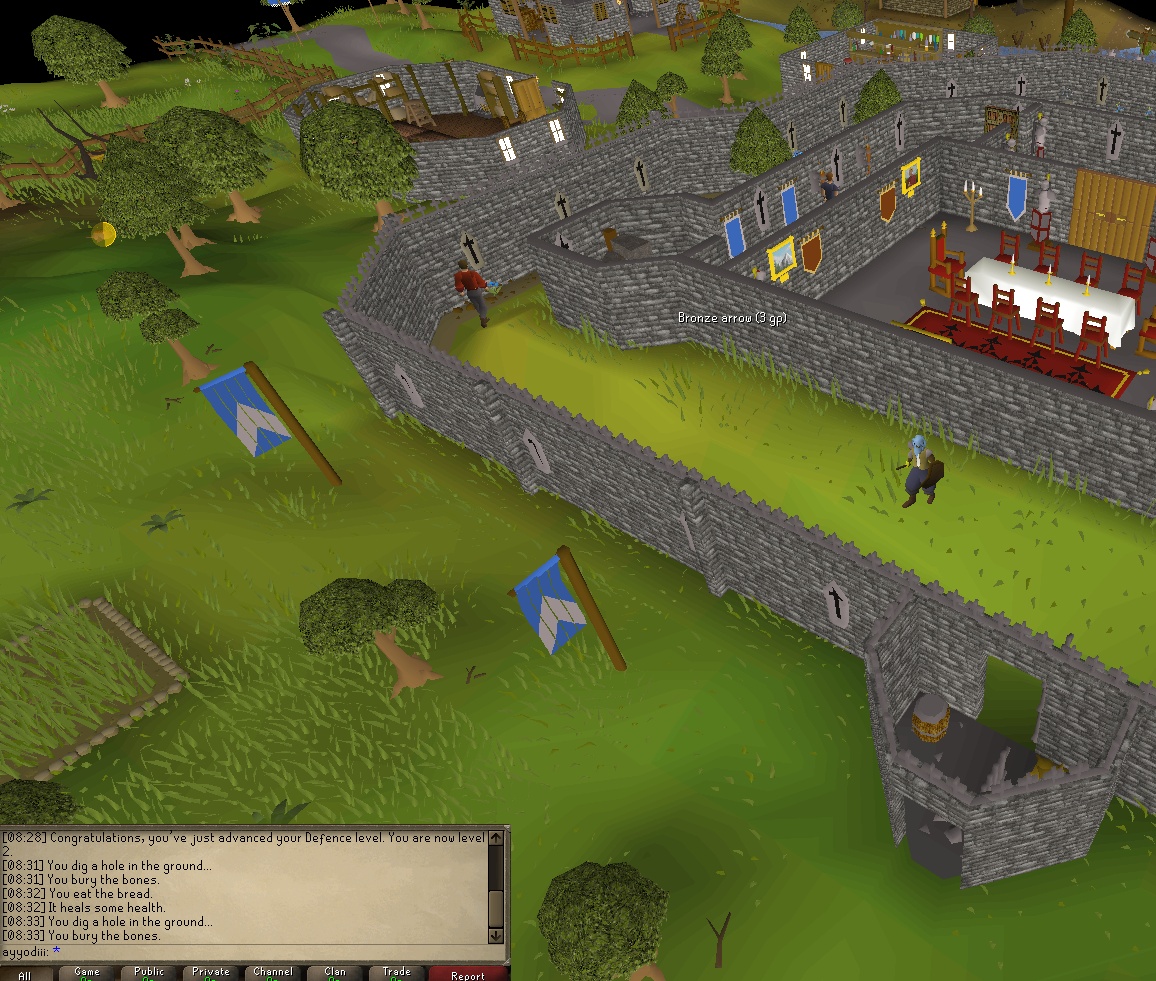 Bronze arrow (3 gp)
[08:28] Congratulations, you've just advanced your Defence level. You are now level
2.
[08:31] You dig a hole in the ground...
[08:31] You bury the bones.
[08:32] You eat the bread.
[08:32] It heals some health.
[08:33] You dig a hole in the ground...
[08:33] You bury the bones.
ayyodiii: *
All Game Public Private Channel Clan Trade Report